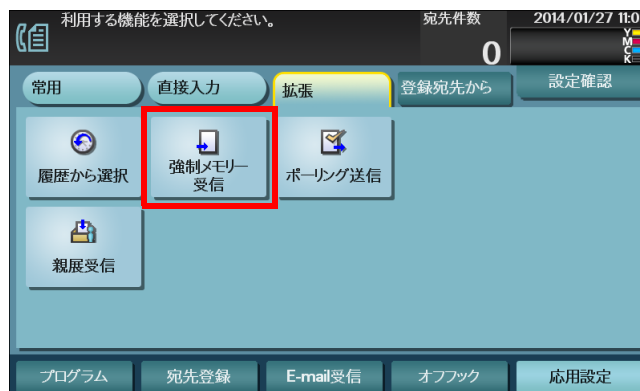 利用する機能を選択してください。
宛先件数
2014/01/27 11:0
0
Y
M
C
K
常用
直接入力
拡張
登録宛先から
設定確認
履歴から選択
強制メモリー
受信
ポーリング送信
親展受信
プログラム
宛先登録
E-mail受信
オフフック
応用設定